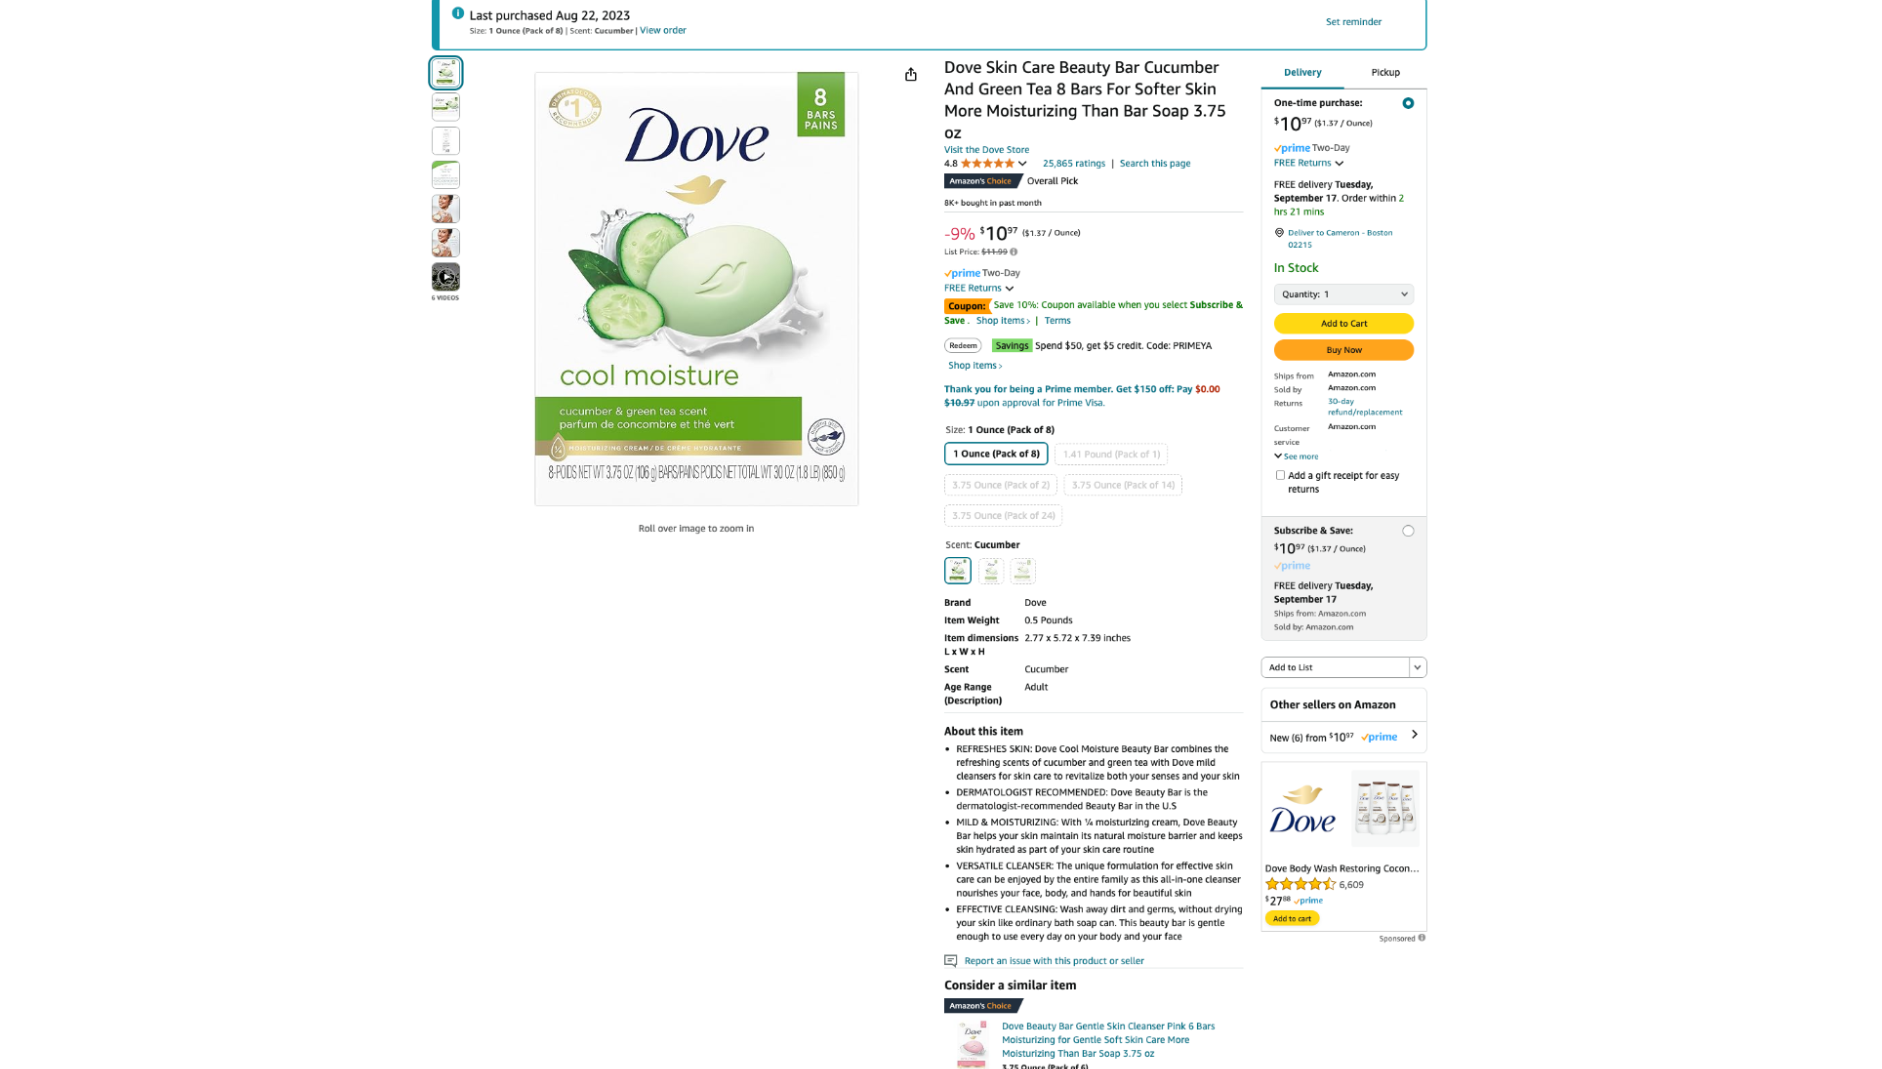 Last purchased Aug 22, 2023
Size: 1 Ounce (Pack of 8) | Scent: Cucumber | View order
Set reminder
6 VIDEOS
#1
8
BARS
PAINS
Dove
cool moisture
cucumber & green tea scent
parfum de concombre et thé vert
¼ MOISTURIZING CREAM/DE CRÈME HYDRATANTE
8-POIDS NET WT 3.75 OZ (106 g) BARS/PAINS POIDS NET TOTAL WT 30 OZ (1.8 LB) (850 g)
Roll over image to zoom in
Dove Skin Care Beauty Bar Cucumber
And Green Tea 8 Bars For Softer Skin
More Moisturizing Than Bar Soap 3.75
oz
Visit the Dove Store
4.8 25,865 ratings | Search this page
Amazon's Choice Overall Pick
8K+ bought in past month
-9% $10.97 ($1.37 / Ounce)
List Price: $11.99
prime Two-Day
FREE Returns
Coupon: Save 10%: Coupon available when you select Subscribe &
Save . Shop items › | Terms
Redeem Savings Spend $50, get $5 credit. Code: PRIMEYA
Shop items ›
Thank you for being a Prime member. Get $150 off: Pay $0.00
$10.97 upon approval for Prime Visa.
Size: 1 Ounce (Pack of 8)
1 Ounce (Pack of 8) 1.41 Pound (Pack of 1)
3.75 Ounce (Pack of 2) 3.75 Ounce (Pack of 14)
3.75 Ounce (Pack of 24)
Scent: Cucumber
Brand Dove
Item Weight 0.5 Pounds
Item dimensions 2.77 x 5.72 x 7.39 inches
L x W x H
Scent Cucumber
Age Range Adult
(Description)
About this item
• REFRESHES SKIN: Dove Cool Moisture Beauty Bar combines the
refreshing scents of cucumber and green tea with Dove mild
cleansers for skin care to revitalize both your senses and your skin
• DERMATOLOGIST RECOMMENDED: Dove Beauty Bar is the
dermatologist-recommended Beauty Bar in the U.S
• MILD & MOISTURIZING: With ¼ moisturizing cream, Dove Beauty
Bar helps your skin maintain its natural moisture barrier and keeps
skin hydrated as part of your skin care routine
• VERSATILE CLEANSER: The unique formulation for effective skin
care can be enjoyed by the entire family as this all-in-one cleanser
nourishes your face, body, and hands for beautiful skin
• EFFECTIVE CLEANSING: Wash away dirt and germs, without drying
your skin like ordinary bath soap can. This beauty bar is gentle
enough to use every day on your body and your face
Report an issue with this product or seller
Consider a similar item
Amazon's Choice
Dove Beauty Bar Gentle Skin Cleanser Pink 6 Bars
Moisturizing for Gentle Soft Skin Care More
Moisturizing Than Bar Soap 3.75 oz
3.75 Ounce (Pack of 6)
Delivery Pickup
One-time purchase:
$10.97 ($1.37 / Ounce)
prime Two-Day
FREE Returns
FREE delivery Tuesday,
September 17. Order within 2
hrs 21 mins
Deliver to Cameron - Boston
02215
In Stock
Quantity: 1
Add to Cart
Buy Now
Ships from Amazon.com
Sold by Amazon.com
Returns 30-day
refund/replacement
Customer Amazon.com
service
See more
Add a gift receipt for easy
returns
Subscribe & Save:
$10.97 ($1.37 / Ounce)
prime
FREE delivery Tuesday,
September 17
Ships from: Amazon.com
Sold by: Amazon.com
Add to List
Other sellers on Amazon
New (6) from $10.97 prime
Dove
Dove Body Wash Restoring Cocon...
6,609
$27.88 prime
Add to cart
Sponsored